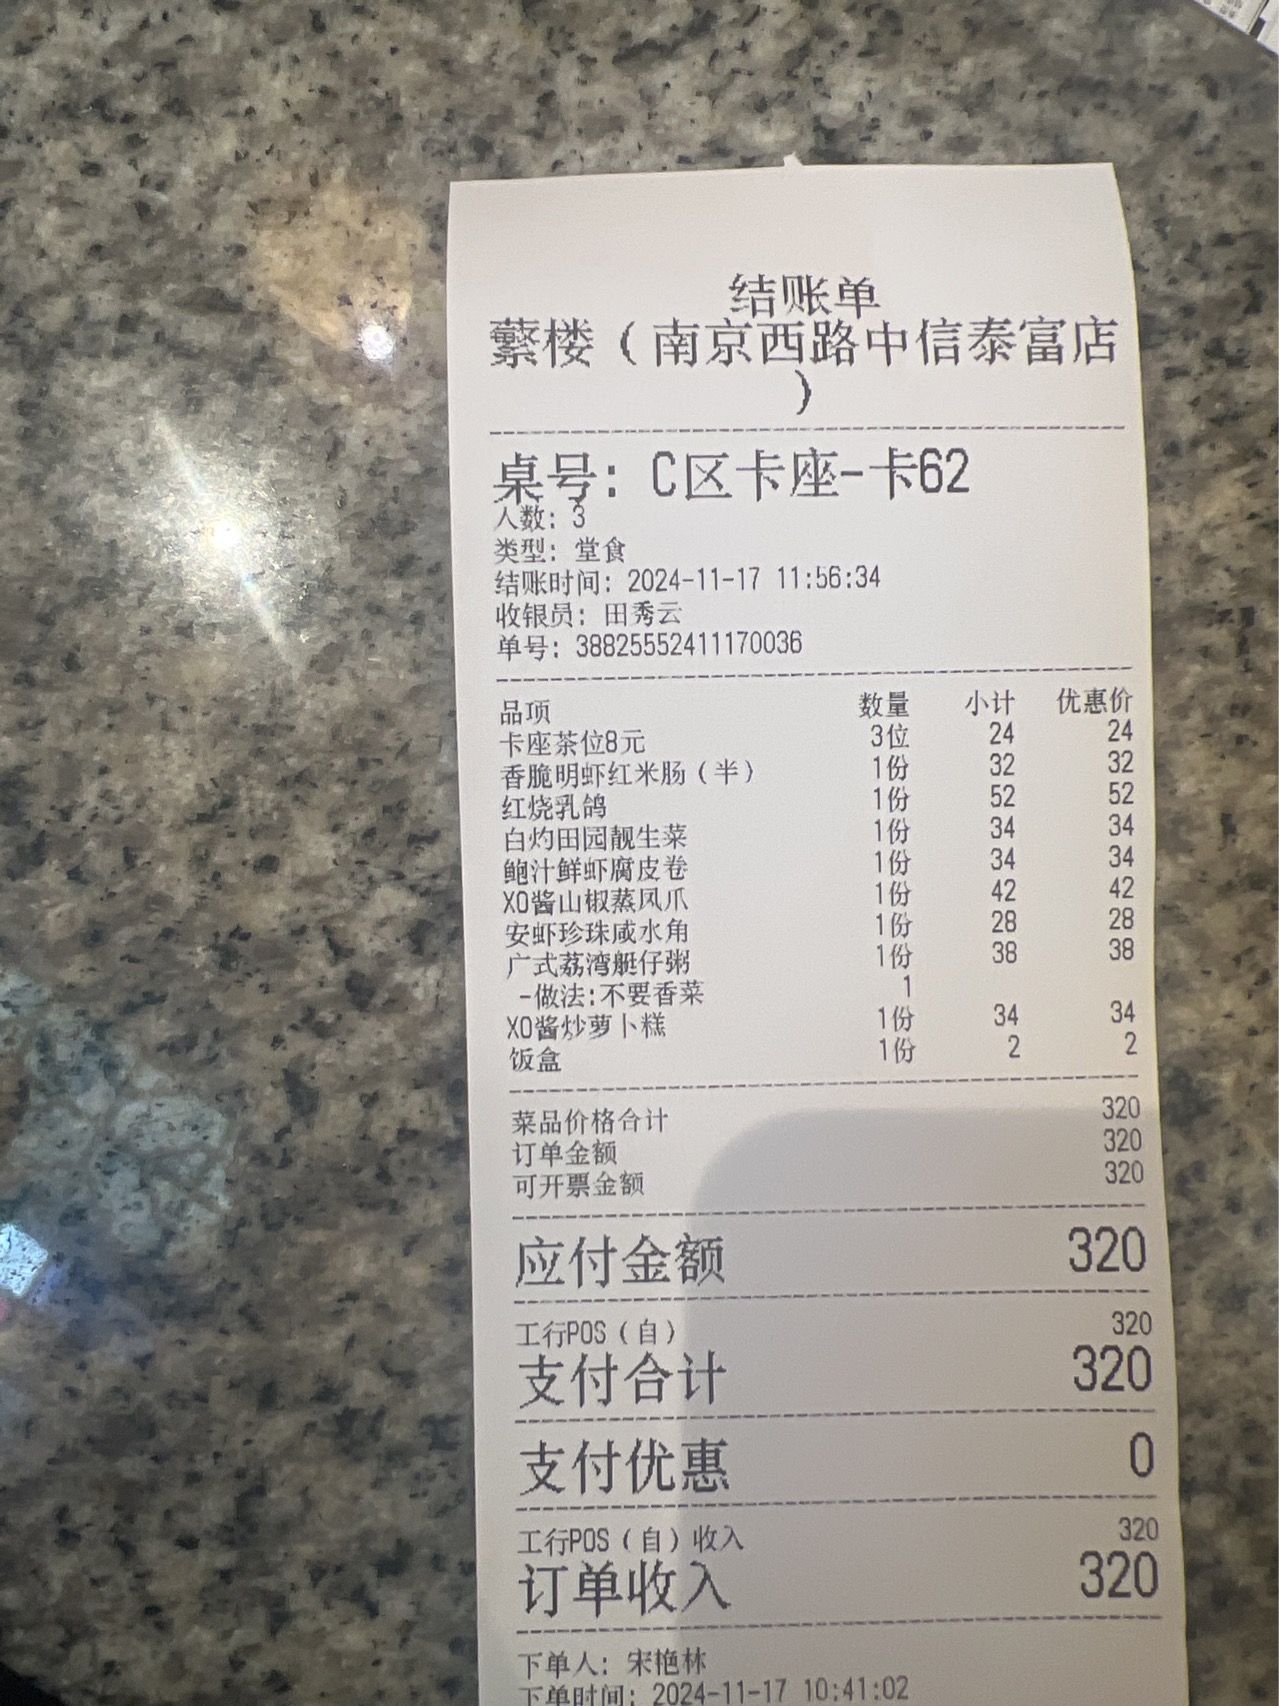 结账单
蘩楼（南京西路中信泰富店
）
桌号：C区卡座-卡62
人数：3
类型：堂食
结账时间：2024-11-17 11:56:34
收银员：田秀云
单号：38825552411170036
品项 数量 小计 优惠价
卡座茶位8元 3位 24 24
香脆明虾红米肠（半） 1份 32 32
红烧乳鸽 1份 52 52
白灼田园靓生菜 1份 34 34
鲍汁鲜虾腐皮卷 1份 34 34
XO酱山椒蒸凤爪 1份 42 42
安虾珍珠咸水角 1份 28 28
广式荔湾艇仔粥 1份 38 38
-做法:不要香菜 1
XO酱炒萝卜糕 1份 34 34
饭盒 1份 2 2
菜品价格合计 320
订单金额 320
可开票金额 320
应付金额 320
工行POS（自） 320
支付合计 320
支付优惠 0
工行POS（自）收入 320
订单收入 320
下单人：宋艳林
下单时间：2024-11-17 10:41:02